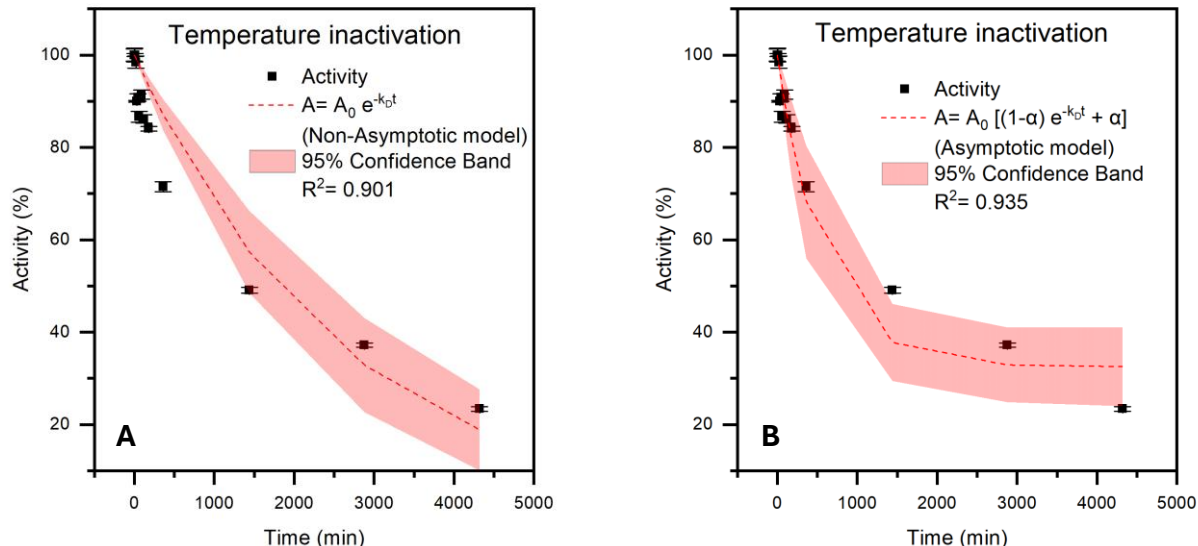 Temperature inactivation
Activity
A= A₀ e^-k_D t
(Non-Asymptotic model)
95% Confidence Band
R²= 0.901
100
80
60
40
20
Activity (%)
A
0
1000
2000
3000
4000
5000
Time (min)
Temperature inactivation
Activity
A= A₀ [(1-α) e^-k_D t + α]
(Asymptotic model)
95% Confidence Band
R²= 0.935
100
80
60
40
20
Activity (%)
B
0
1000
2000
3000
4000
5000
Time (min)